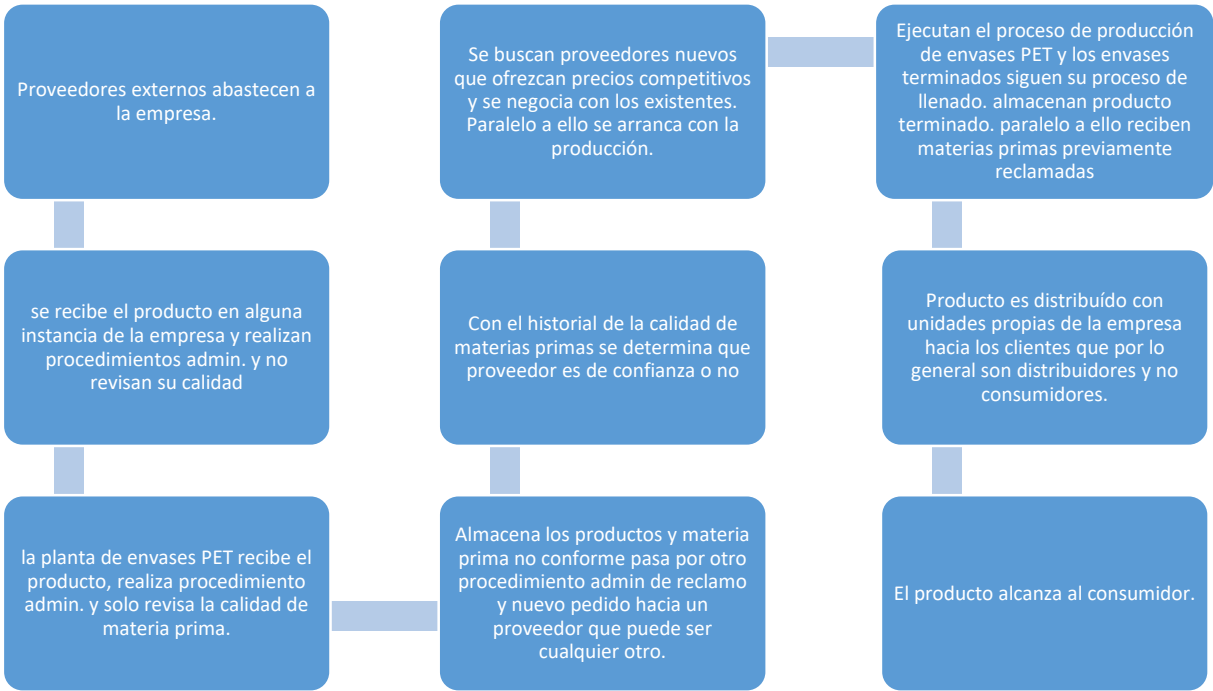 Proveedores externos abastecen a
la empresa.
se recibe el producto en alguna
instancia de la empresa y realizan
procedimientos admin. y no
revisan su calidad
la planta de envases PET recibe el
producto, realiza procedimiento
admin. y solo revisa la calidad de
materia prima.
Almacena los productos y materia
prima no conforme pasa por otro
procedimiento admin de reclamo
y nuevo pedido hacia un
proveedor que puede ser
cualquier otro.
Con el historial de la calidad de
materias primas se determina que
proveedor es de confianza o no
Se buscan proveedores nuevos
que ofrezcan precios competitivos
y se negocia con los existentes.
Paralelo a ello se arranca con la
producción.
Ejecutan el proceso de producción
de envases PET y los envases
terminados siguen su proceso de
llenado. almacenan producto
terminado. paralelo a ello reciben
materias primas previamente
reclamadas
Producto es distribuído con
unidades propias de la empresa
hacia los clientes que por lo
general son distribuidores y no
consumidores.
El producto alcanza al consumidor.